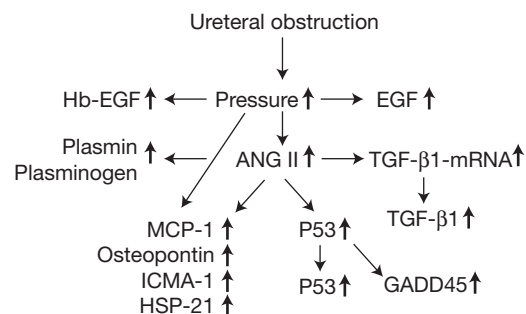 Ureteral obstruction
Hb-EGF ↑ Pressure ↑ EGF ↑
Plasmin
Plasminogen ↑ ANG II ↑ TGF-β1-mRNA ↑
TGF-β1 ↑
MCP-1 ↑ P53 ↑
Osteopontin ↑
ICMA-1 ↑ P53 ↑ GADD45 ↑
HSP-21 ↑